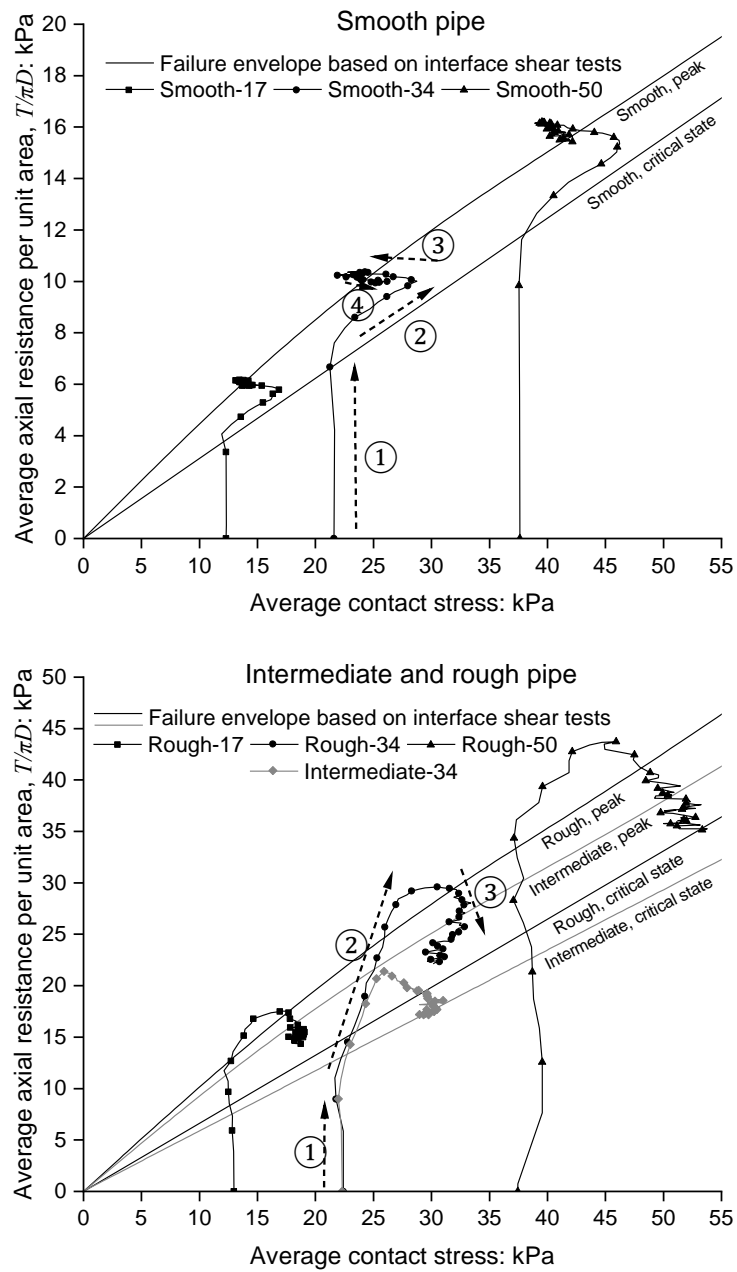 Smooth pipe
Failure envelope based on interface shear tests
Smooth-17 Smooth-34 Smooth-50
Average axial resistance per unit area, T/πD: kPa
20
18
16
14
12
10
8
6
4
2
0
Smooth, peak
Smooth, critical state
③
④
②
①
0 5 10 15 20 25 30 35 40 45 50 55
Average contact stress: kPa
Intermediate and rough pipe
Failure envelope based on interface shear tests
Rough-17 Rough-34 Rough-50
Intermediate-34
Average axial resistance per unit area, T/πD: kPa
50
45
40
35
30
25
20
15
10
5
0
Rough, peak
Intermediate, peak
Rough, critical state
Intermediate, critical state
③
②
①
0 5 10 15 20 25 30 35 40 45 50 55
Average contact stress: kPa